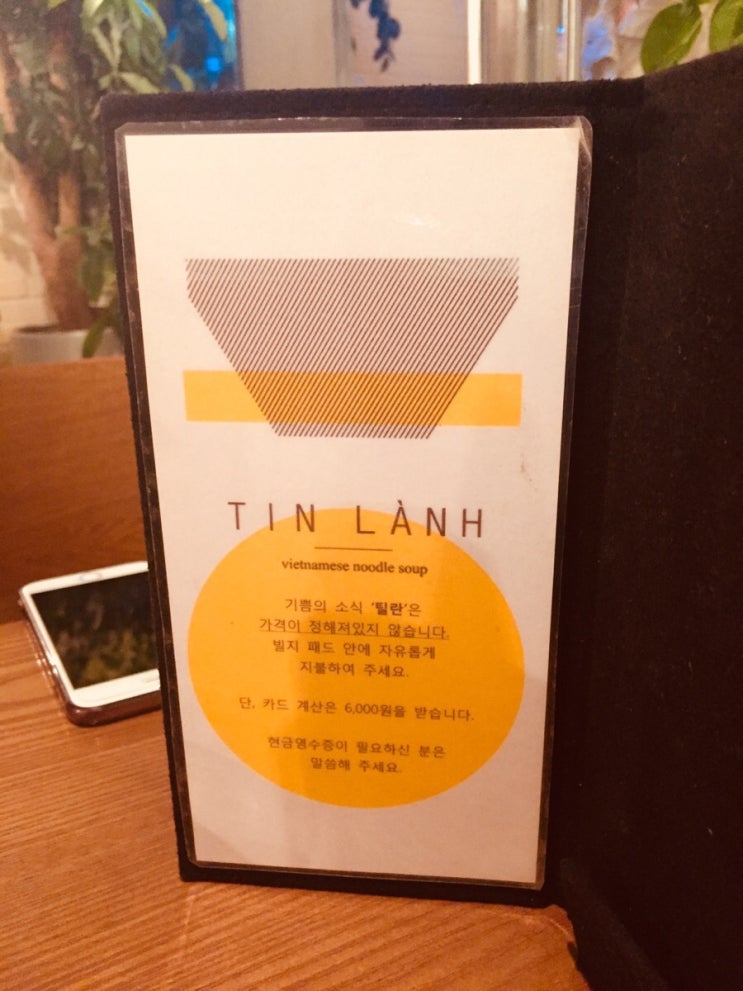 TIN LÀNH
vietnamese noodle soup
기쁨의 소식 '틸란'은
가격이 정해져있지 않습니다.
빌지 패드 안에 자유롭게
지불하여 주세요.
단, 카드 계산은 6,000원을 받습니다.
현금영수증이 필요하신 분은
말씀해 주세요.